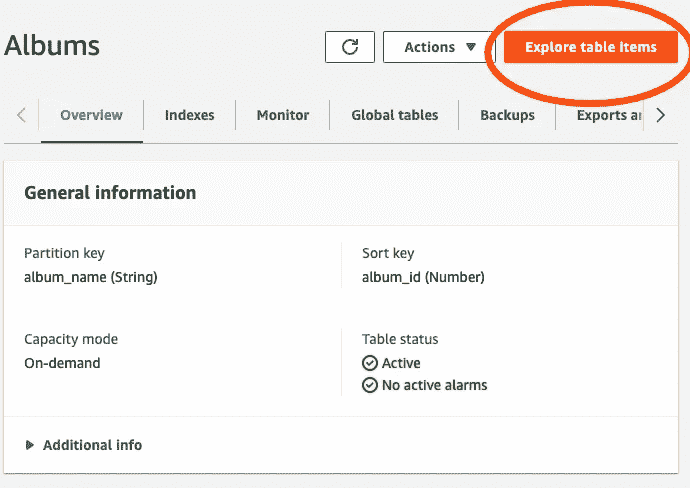 Albums
Actions
Explore table items
Overview
Indexes
Monitor
Global tables
Backups
Exports a
General information
Partition key
album_name (String)
Sort key
album_id (Number)
Capacity mode
On-demand
Table status
Active
No active alarms
Additional info